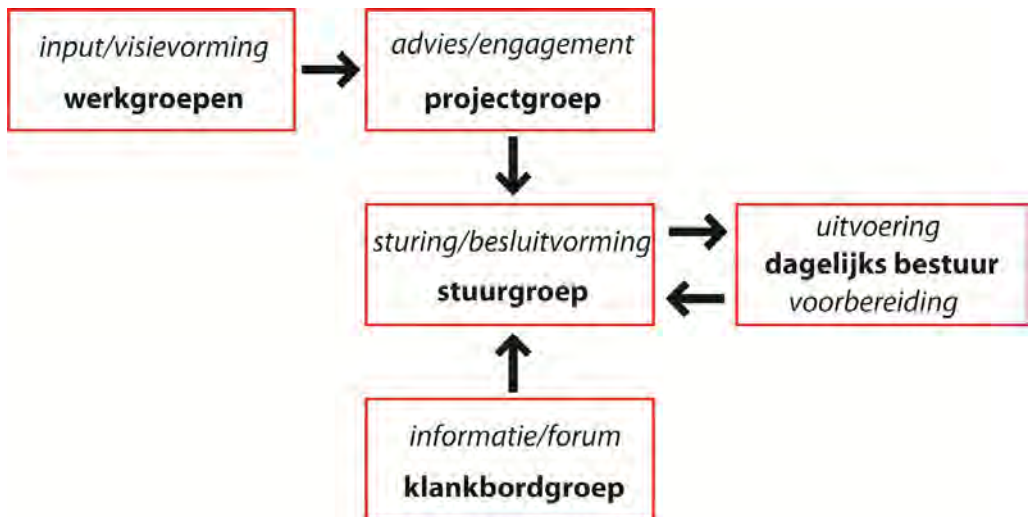 input/visievorming
werkgroepen
advies/engagement
projectgroep
sturing/besluitvorming
stuurgroep
uitvoering
dagelijks bestuur
voorbereiding
informatie/forum
klankbordgroep